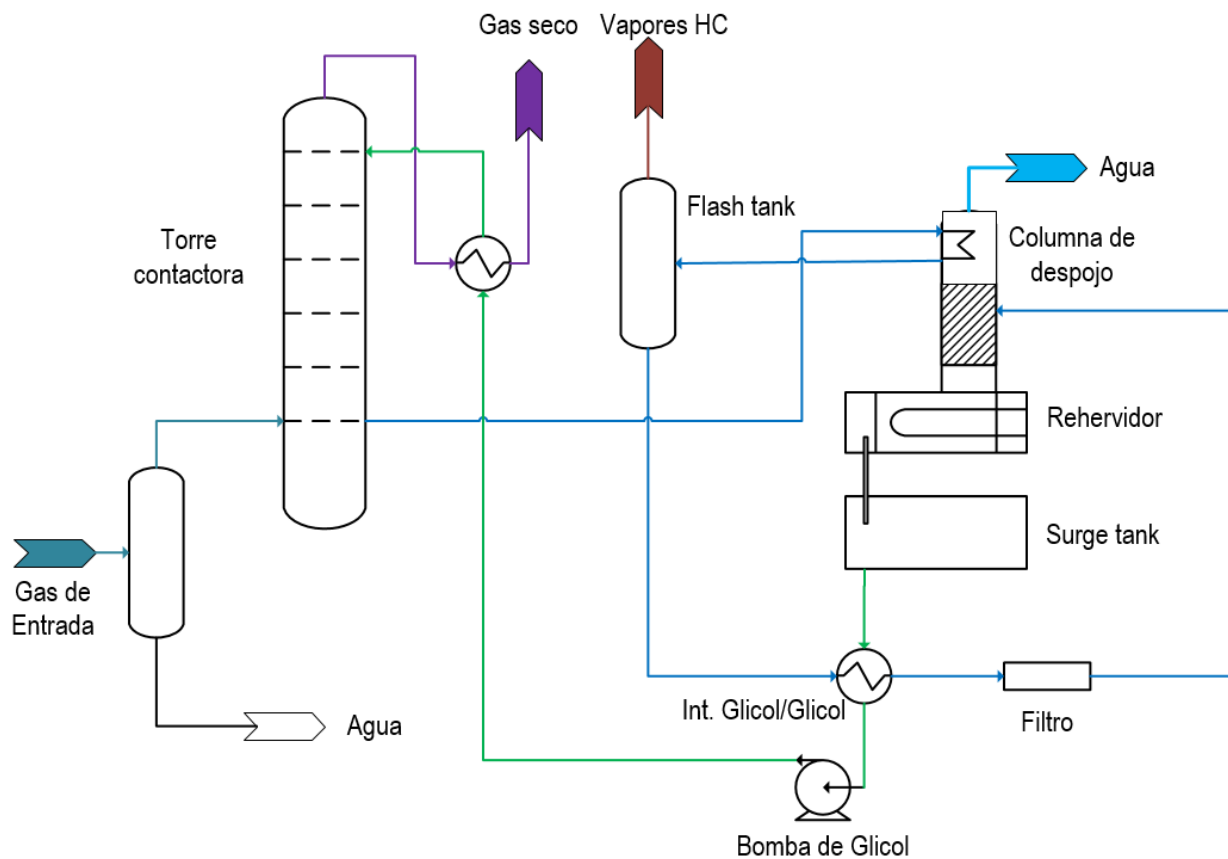 Gas seco
Vapores HC
Agua
Flash tank
Columna de
despojo
Torre
contactora
Rehervidor
Surge tank
Gas de
Entrada
Int. Glicol/Glicol
Filtro
Agua
Bomba de Glicol